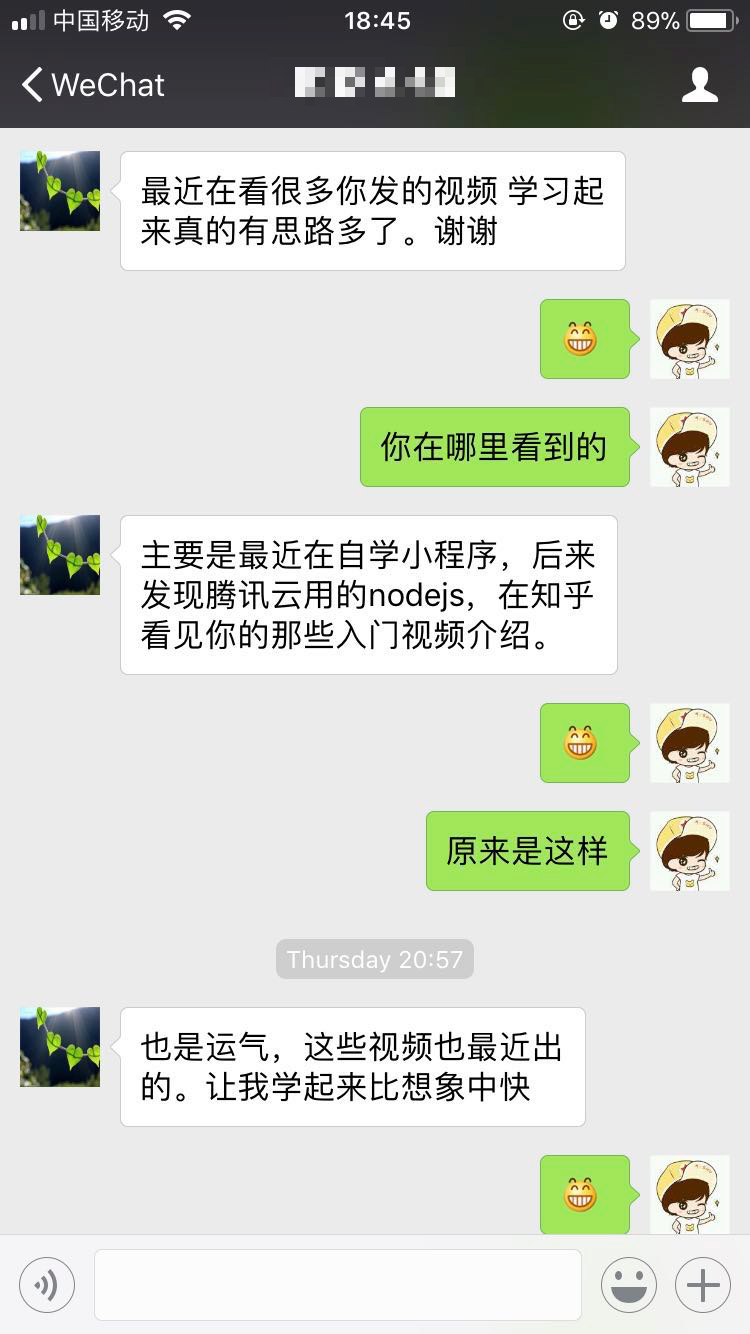 中国移动 18:45 89%
WeChat
最近在看很多你发的视频 学习起
来真的有思路多了。谢谢
😁
你在哪里看到的
主要是最近在自学小程序，后来
发现腾讯云用的nodejs，在知乎
看见你的那些入门视频介绍。
😁
原来是这样
Thursday 20:57
也是运气，这些视频也最近出
的。让我学起来比想象中快
😁